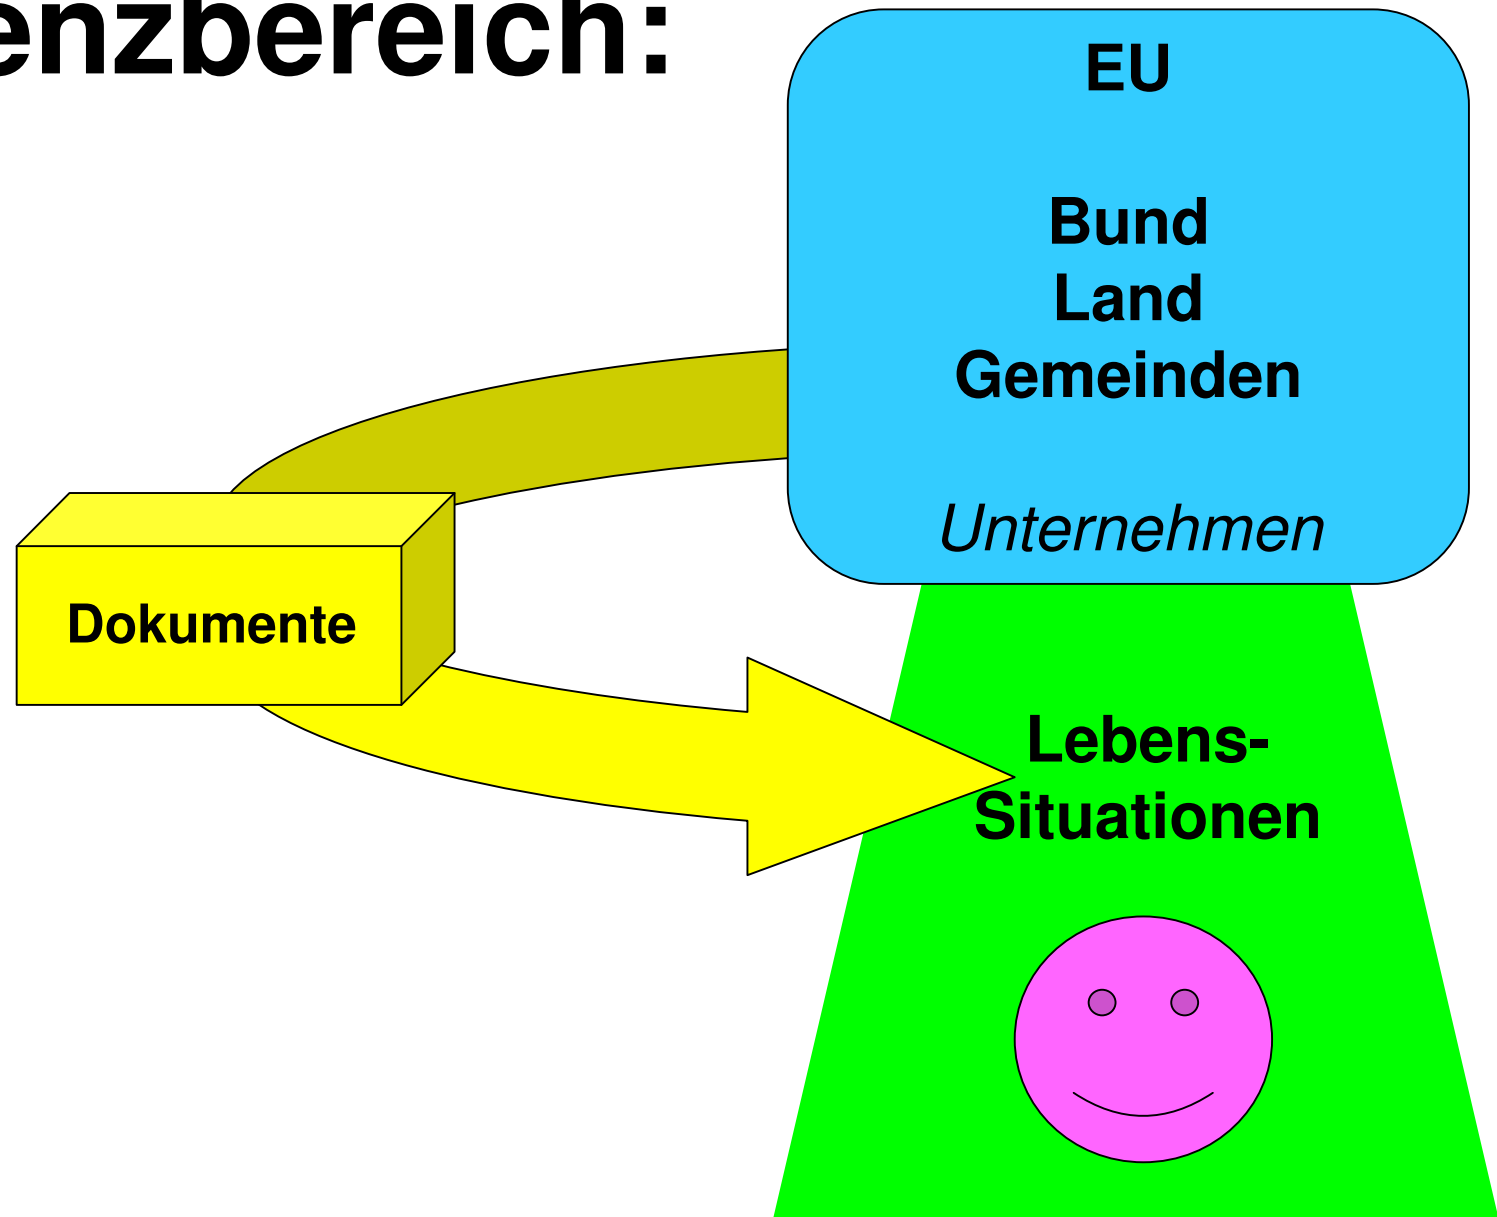 enzbereich:
EU
Bund
Land
Gemeinden
Unternehmen
Dokumente
Lebens-
Situationen